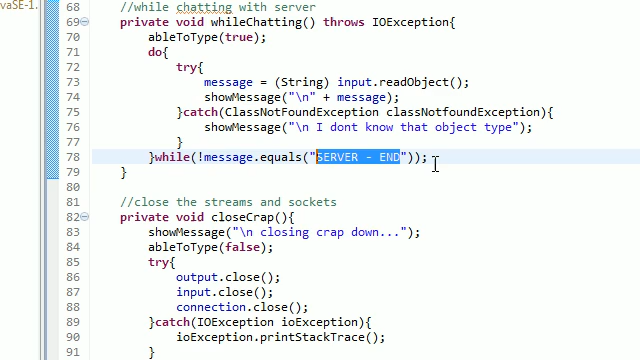 vaSE-1.
68 //while chatting with server
69 private void whileChatting() throws IOException{
70 ableToType(true);
71 do{
72 try{
73 message = (String) input.readObject();
74 showMessage("\n" + message);
75 }catch(ClassNotFoundException classNotfoundException){
76 showMessage("\n I dont know that object type");
77 }
78 }while(!message.equals("SERVER - END"));
79 }
80
81 //close the streams and sockets
82 private void closeCrap(){
83 showMessage("\n closing crap down...");
84 ableToType(false);
85 try{
86 output.close();
87 input.close();
88 connection.close();
89 }catch(IOException ioException){
90 ioException.printStackTrace();
91 }